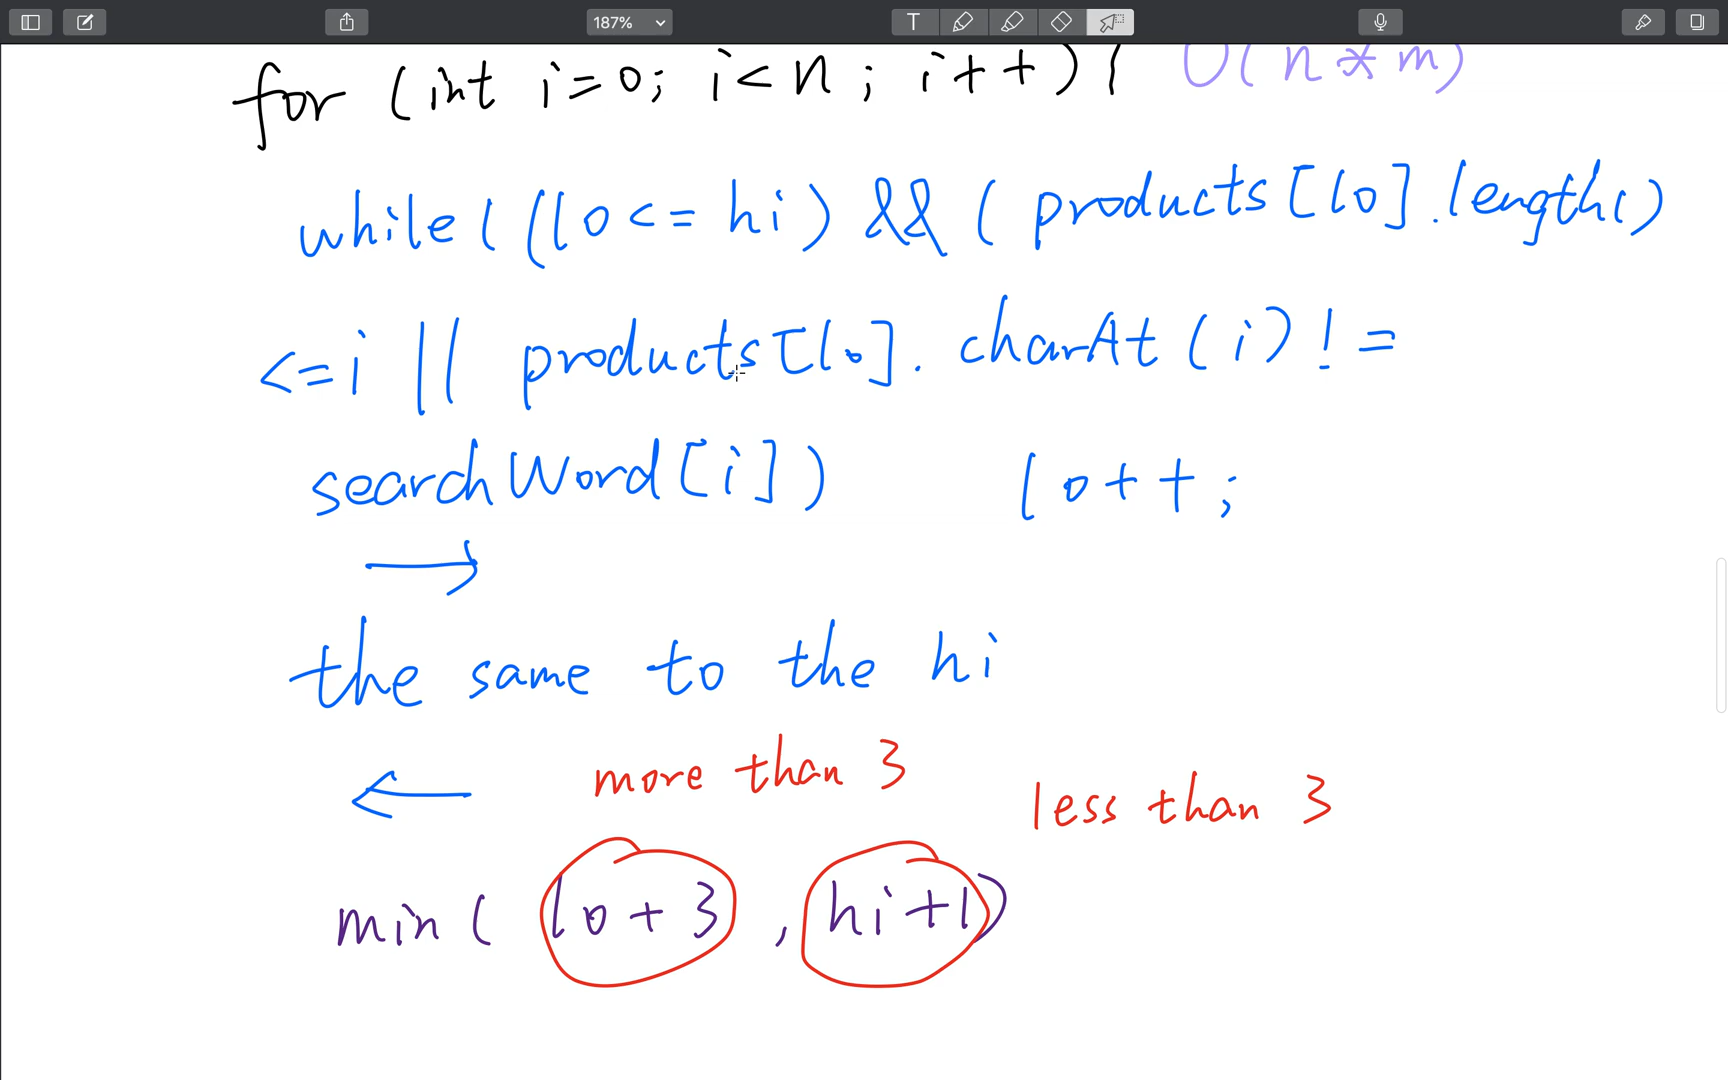 187%
T
for (int i=0; i<n; i++) { O(n*m)
while ((lo<=hi) && (products[lo].length()
<=i || products[lo].charAt(i) !=
searchWord[i]) lo++;
the same to the hi
more than 3
less than 3
min( lo+3 , hi+1)